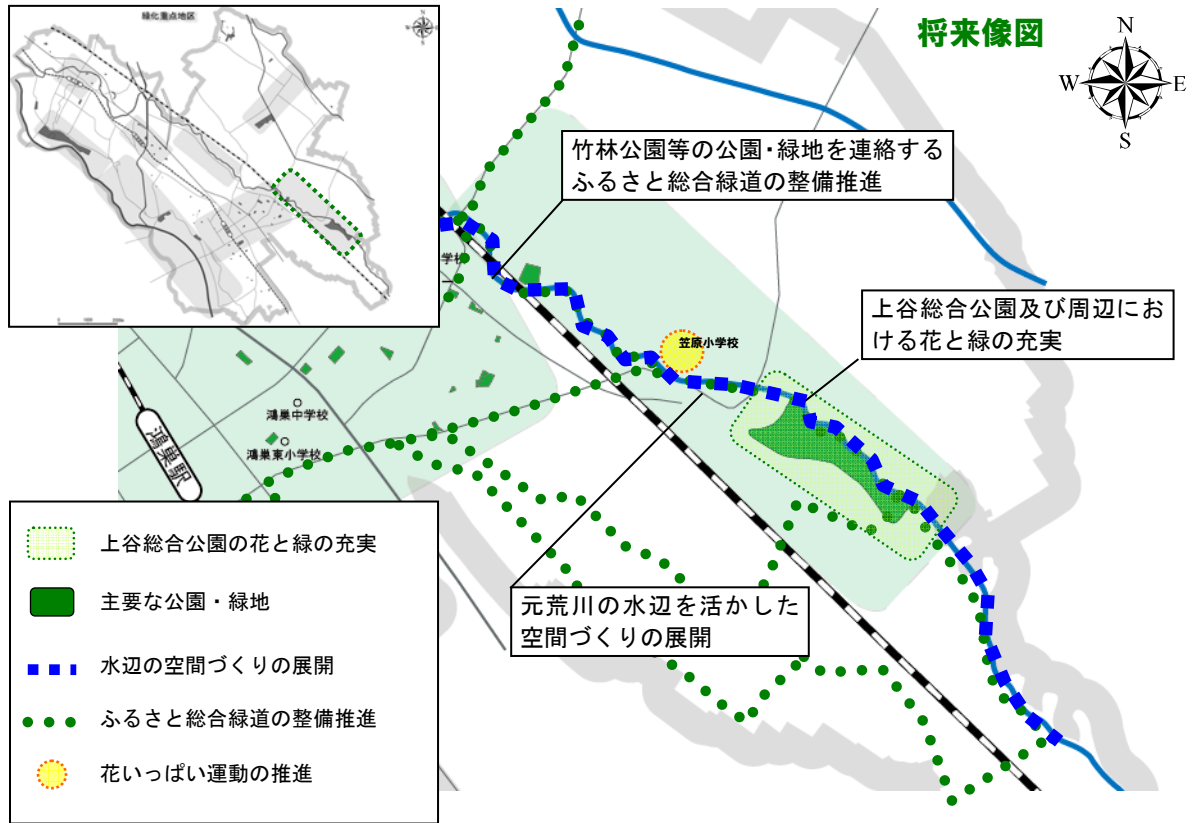 緑化重点地区
将来像図
N
W
E
S
竹林公園等の公園・緑地を連絡する
ふるさと総合緑道の整備推進
学校
上谷総合公園及び周辺にお
ける花と緑の充実
笠原小学校
鴻巣中学校
鴻巣東小学校
鴻巣駅
元荒川の水辺を活かした
空間づくりの展開
上谷総合公園の花と緑の充実
主要な公園・緑地
水辺の空間づくりの展開
ふるさと総合緑道の整備推進
花いっぱい運動の推進